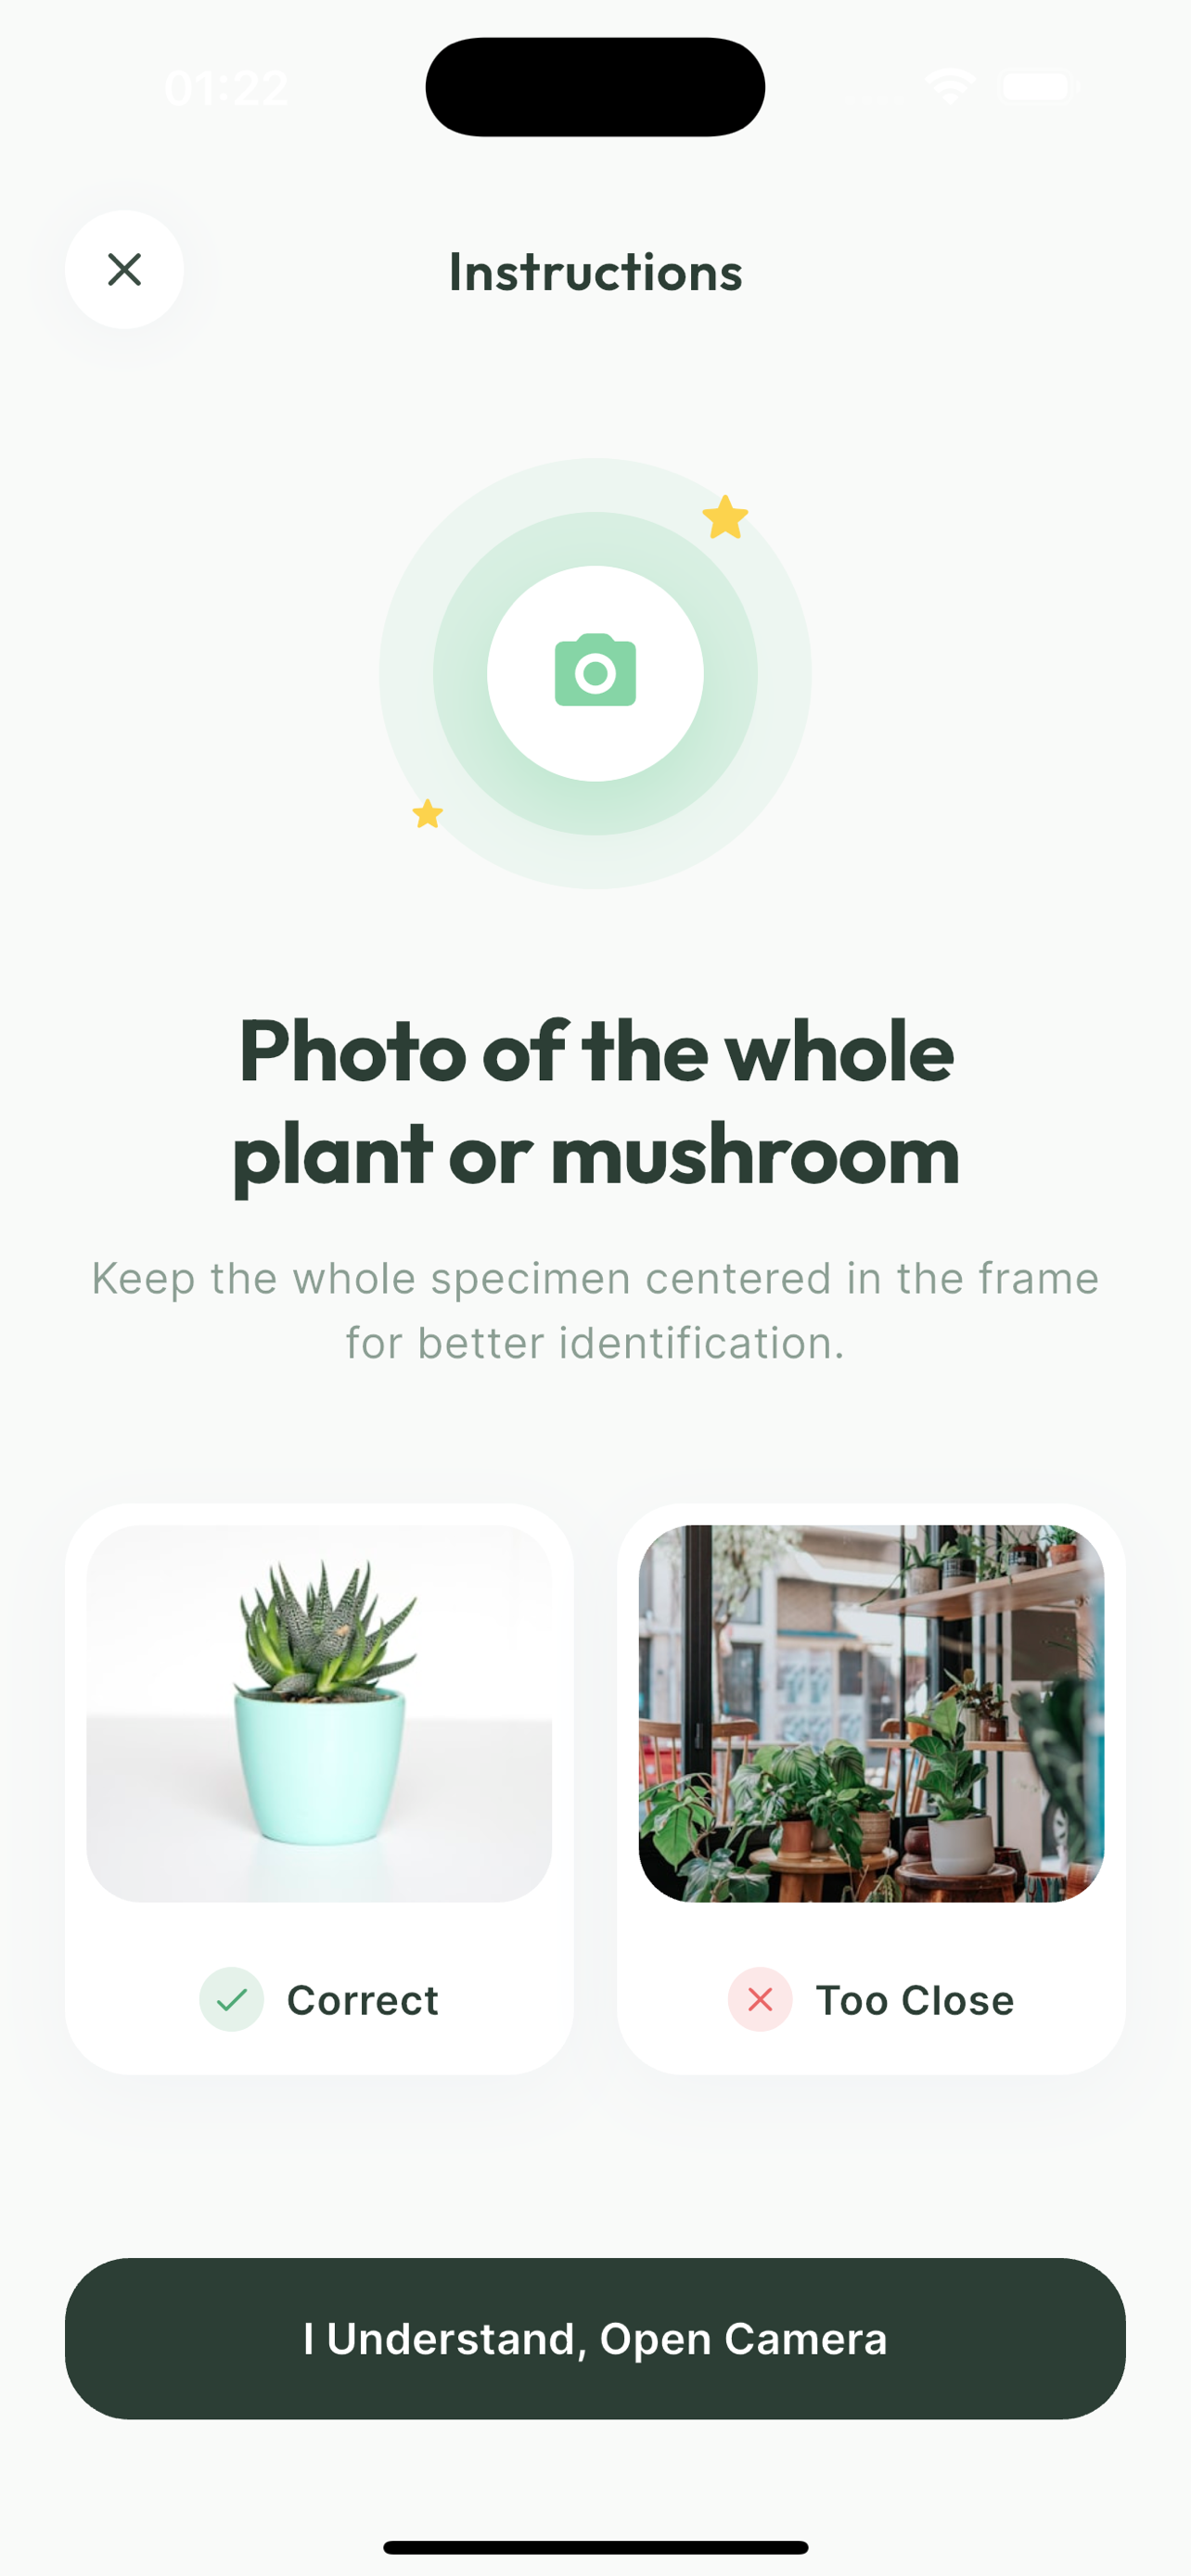 01:22
Instructions
Photo of the whole
plant or mushroom
Keep the whole specimen centered in the frame
for better identification.
Correct
Too Close
I Understand, Open Camera